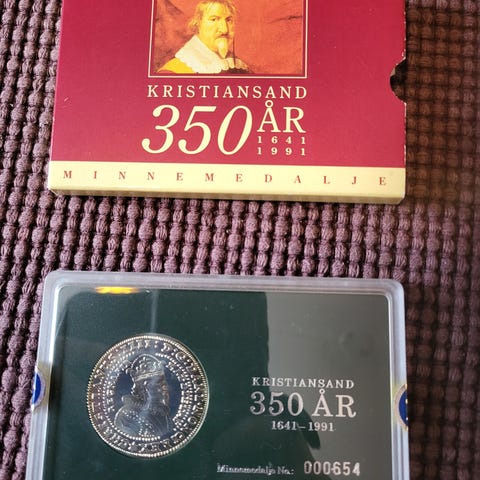 KRISTIANSAND
350 ÅR
1641
1991
MINNEMEDALJE
KRISTIANSAND
350 ÅR
1641–1991
Minnemedalje No.: 000654